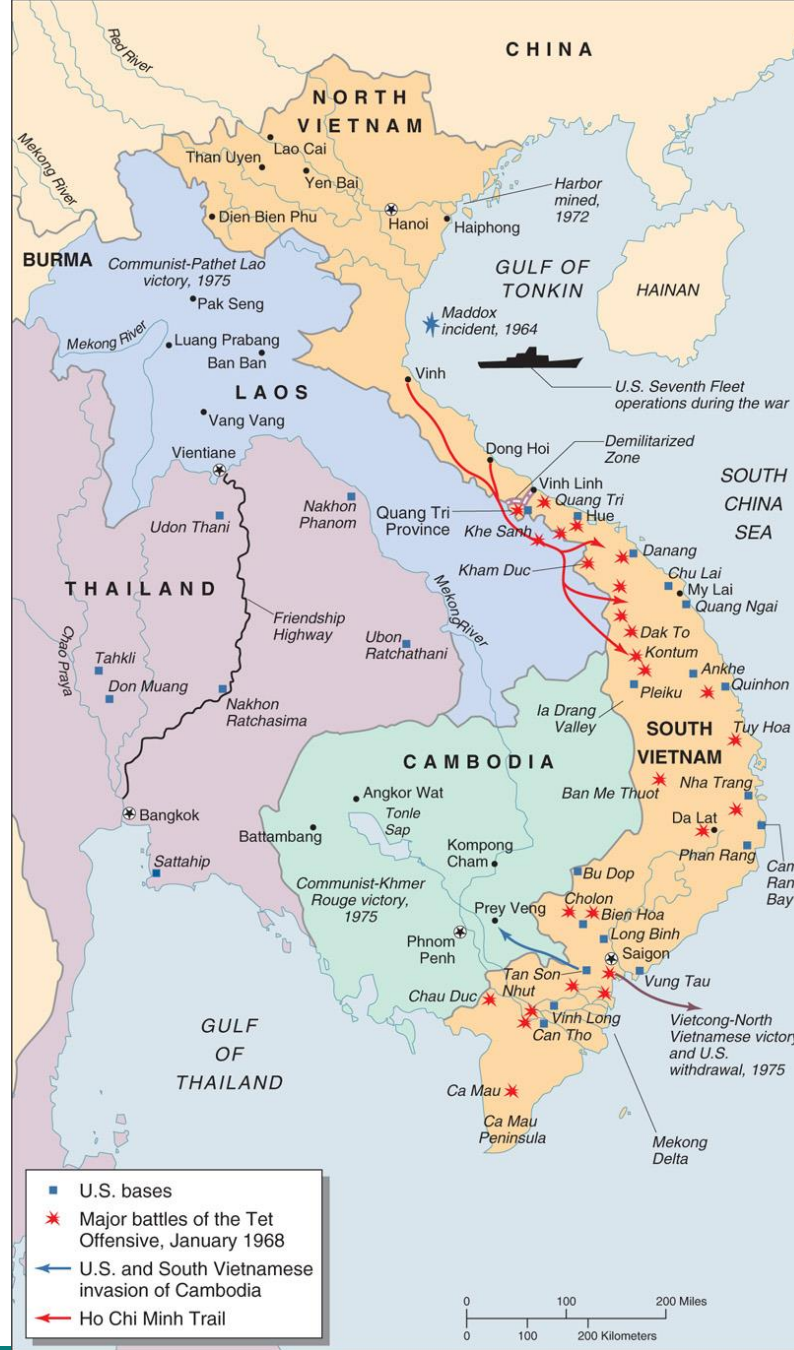 CHINA
Red River
NORTH
VIETNAM
Mekong River
Lao Cai
Than Uyen
Yen Bai
Dien Bien Phu
Hanoi
Haiphong
Harbor
mined,
1972
BURMA
Communist-Pathet Lao
victory, 1975
Pak Seng
GULF OF
TONKIN
HAINAN
Maddox
incident, 1964
Mekong River
Luang Prabang
Ban Ban
LAOS
Vinh
U.S. Seventh Fleet
operations during the war
Vang Vang
Vientiane
Dong Hoi
Demilitarized
Zone
Vinh Linh
SOUTH
CHINA
SEA
Nakhon
Phanom
Quang Tri
Province
Quang Tri
Hue
Udon Thani
Khe Sanh
Danang
Kham Duc
Chu Lai
My Lai
Quang Ngai
THAILAND
Friendship
Highway
Mekong River
Chao Praya
Ubon
Ratchathani
Dak To
Kontum
Tahkli
Don Muang
Nakhon
Ratchasima
Ankhe
Quinhon
Pleiku
Ia Drang
Valley
SOUTH
VIETNAM
Tuy Hoa
CAMBODIA
Angkor Wat
Ban Me Thuot
Nha Trang
Bangkok
Battambang
Tonle
Sap
Da Lat
Kompong
Cham
Phan Rang
Cam
Ran
Bay
Sattahip
Communist-Khmer
Rouge victory,
1975
Bu Dop
Prey Veng
Cholon
Bien Hoa
Long Binh
Phnom
Penh
Saigon
Tan Son
Nhut
Vung Tau
Chau Duc
Vinh Long
Can Tho
Vietcong-North
Vietnamese victory
and U.S.
withdrawal, 1975
GULF
OF
THAILAND
Ca Mau
Ca Mau
Peninsula
Mekong
Delta
U.S. bases
Major battles of the Tet
Offensive, January 1968
U.S. and South Vietnamese
invasion of Cambodia
Ho Chi Minh Trail
0 100 200 Miles
0 100 200 Kilometers